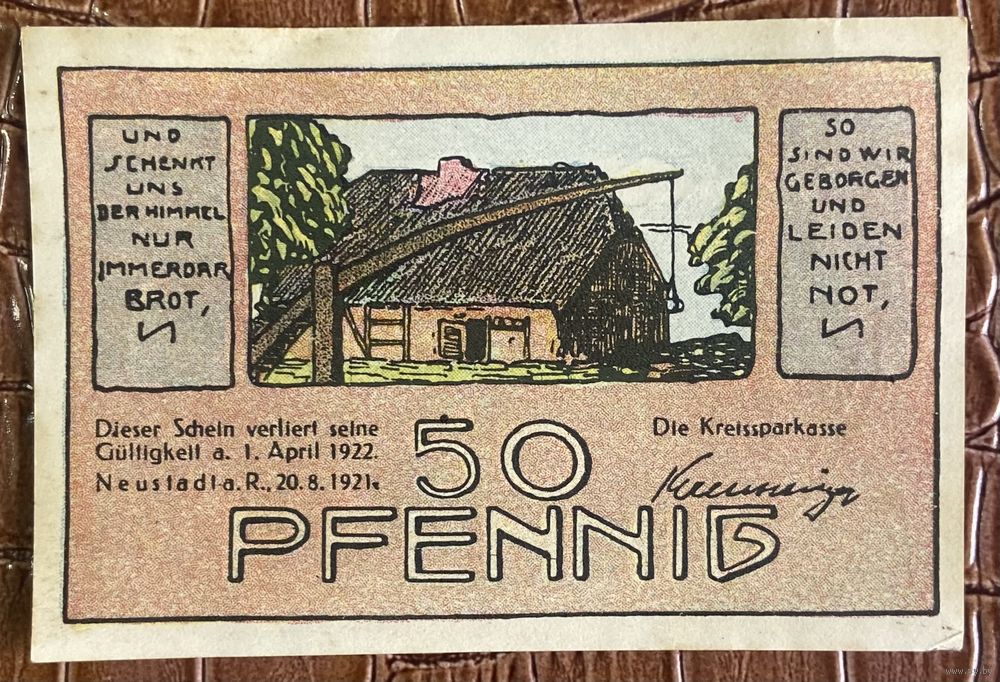 UND
SCHENKT
UNS
DER HIMMEL
NUR
IMMERDAR
BROT,
SO
SIND WIR
GEBORGEN
UND
LEIDEN
NICHT
NOT,
Dieser Schein verliert seine
Gültigkeit a. 1. April 1922.
Neustadt a. R., 20. 8. 1921.
50
PFENNIG
Die Kreissparkasse